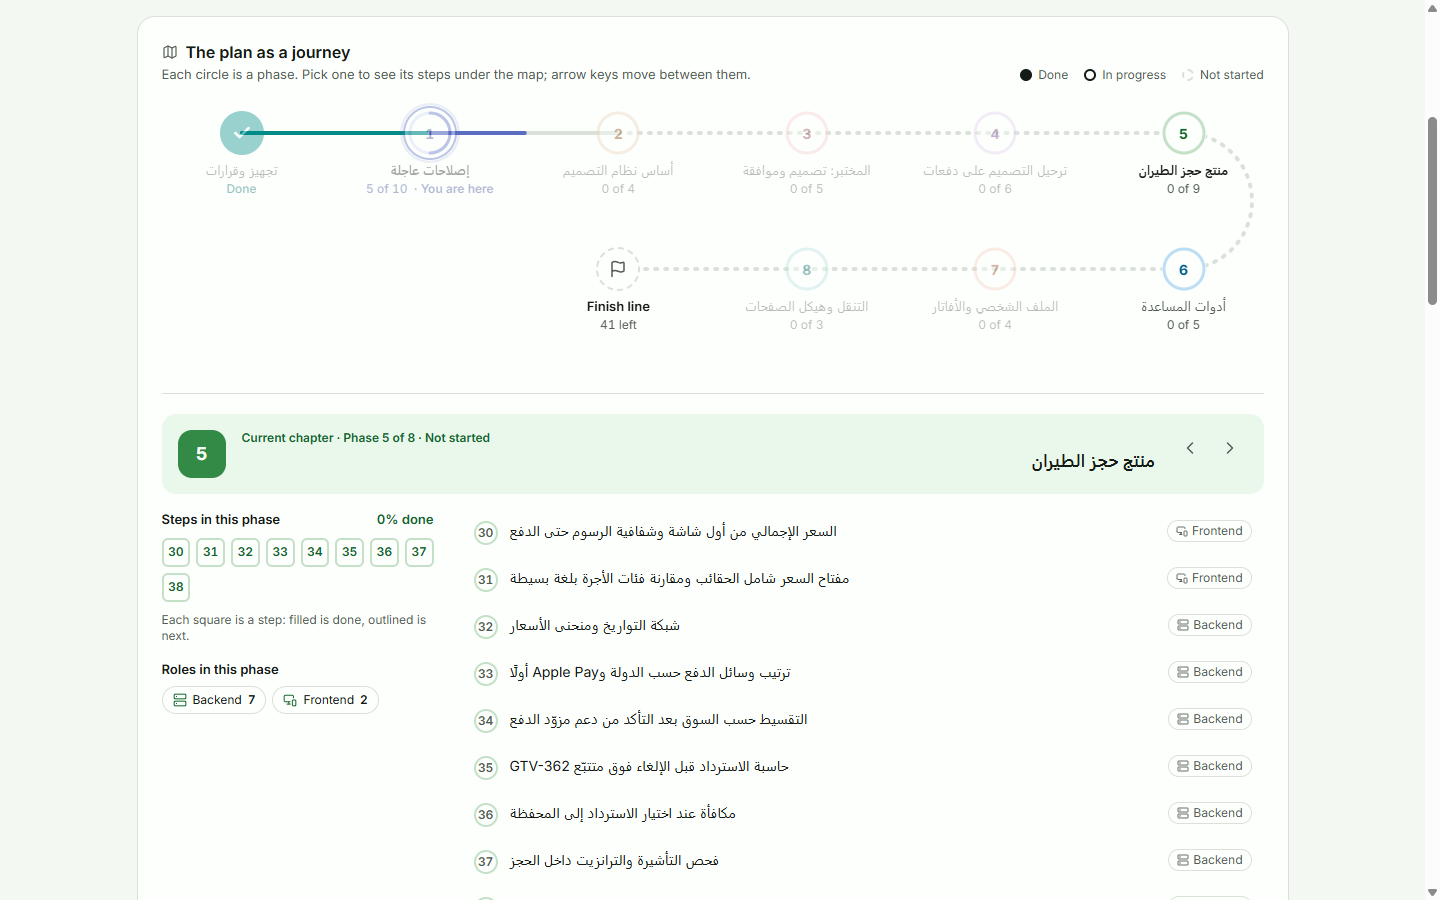 The plan as a journey
Each circle is a phase. Pick one to see its steps under the map; arrow keys move between them.
Done
In progress
Not started
1
2
3
4
5
تجهيز وقرارات
إصلاحات عاجلة
أساس نظام التصميم
المختبر: تصميم وموافقة
ترحيل التصميم على دفعات
منتج حجز الطيران
Done
5 of 10 · You are here
0 of 4
0 of 5
0 of 6
0 of 9
8
7
6
Finish line
التنقل وهيكل الصفحات
الملف الشخصي والأفاتار
أدوات المساعدة
41 left
0 of 3
0 of 4
0 of 5
5
Current chapter · Phase 5 of 8 · Not started
منتج حجز الطيران
Steps in this phase
0% done
30 31 32 33 34 35 36 37
38
Each square is a step: filled is done, outlined is
next.
Roles in this phase
Backend 7
Frontend 2
30 السعر الإجمالي من أول شاشة وشفافية الرسوم حتى الدفع Frontend
31 مفتاح السعر شامل الحقائب ومقارنة فئات الأجرة بلغة بسيطة Frontend
32 شبكة التواريخ ومنحنى الأسعار Backend
33 ترتيب وسائل الدفع حسب الدولة وApple Pay أولًا Backend
34 التقسيط حسب السوق بعد التأكد من دعم مزوّد الدفع Backend
35 حاسبة الاسترداد قبل الإلغاء فوق متتبّع GTV-362 Backend
36 مكافأة عند اختيار الاسترداد إلى المحفظة Backend
37 فحص التأشيرة والترانزيت داخل الحجز Backend